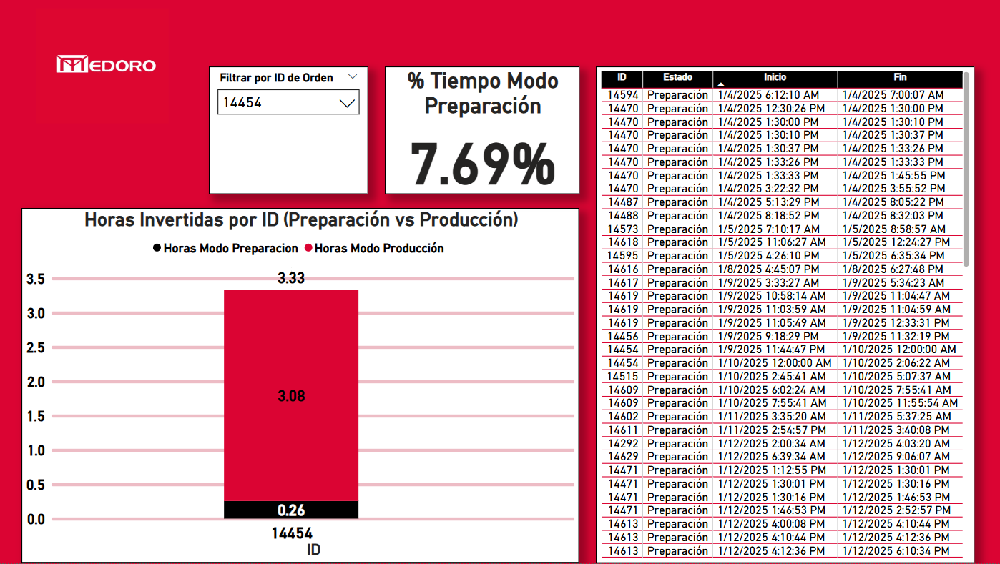 MEDORO
Filtrar por ID de Orden
14454
% Tiempo Modo
Preparación
7.69%
Horas Invertidas por ID (Preparación vs Producción)
Horas Modo Preparacion Horas Modo Producción
3.5
3.0
2.5
2.0
1.5
1.0
0.5
0.0
3.33
3.08
0.26
14454
ID
ID Estado Inicio Fin
14594 Preparación 1/4/2025 6:12:10 AM 1/4/2025 7:00:07 AM
14470 Preparación 1/4/2025 12:30:26 PM 1/4/2025 1:30:00 PM
14470 Preparación 1/4/2025 1:30:00 PM 1/4/2025 1:30:10 PM
14470 Preparación 1/4/2025 1:30:10 PM 1/4/2025 1:30:37 PM
14470 Preparación 1/4/2025 1:30:37 PM 1/4/2025 1:33:26 PM
14470 Preparación 1/4/2025 1:33:26 PM 1/4/2025 1:33:33 PM
14470 Preparación 1/4/2025 1:33:33 PM 1/4/2025 1:45:55 PM
14470 Preparación 1/4/2025 3:22:32 PM 1/4/2025 3:55:52 PM
14487 Preparación 1/4/2025 5:13:29 PM 1/4/2025 8:05:22 PM
14488 Preparación 1/4/2025 8:18:52 PM 1/4/2025 8:32:03 PM
14573 Preparación 1/5/2025 7:10:17 AM 1/5/2025 8:58:57 AM
14618 Preparación 1/5/2025 11:06:27 AM 1/5/2025 12:24:27 PM
14595 Preparación 1/5/2025 4:26:10 PM 1/5/2025 6:35:34 PM
14616 Preparación 1/8/2025 4:45:07 PM 1/8/2025 6:27:48 PM
14617 Preparación 1/9/2025 3:33:27 AM 1/9/2025 5:34:23 AM
14619 Preparación 1/9/2025 10:58:14 AM 1/9/2025 11:04:47 AM
14619 Preparación 1/9/2025 11:03:59 AM 1/9/2025 11:04:59 AM
14619 Preparación 1/9/2025 11:05:49 AM 1/9/2025 12:33:31 PM
14456 Preparación 1/9/2025 9:18:29 PM 1/9/2025 11:32:19 PM
14454 Preparación 1/9/2025 11:44:47 PM 1/10/2025 12:00:00 AM
14454 Preparación 1/10/2025 12:00:00 AM 1/10/2025 2:06:22 AM
14515 Preparación 1/10/2025 2:45:41 AM 1/10/2025 5:07:37 AM
14609 Preparación 1/10/2025 6:02:24 AM 1/10/2025 7:55:41 AM
14609 Preparación 1/10/2025 7:55:41 AM 1/10/2025 11:55:54 AM
14602 Preparación 1/11/2025 3:35:20 AM 1/11/2025 5:37:25 AM
14611 Preparación 1/11/2025 2:54:57 PM 1/11/2025 3:40:08 PM
14292 Preparación 1/12/2025 2:00:34 AM 1/12/2025 4:03:20 AM
14629 Preparación 1/12/2025 6:39:34 AM 1/12/2025 9:06:07 AM
14471 Preparación 1/12/2025 1:12:55 PM 1/12/2025 1:30:01 PM
14471 Preparación 1/12/2025 1:30:01 PM 1/12/2025 1:30:16 PM
14471 Preparación 1/12/2025 1:30:16 PM 1/12/2025 1:46:53 PM
14471 Preparación 1/12/2025 1:46:53 PM 1/12/2025 2:52:57 PM
14613 Preparación 1/12/2025 4:00:08 PM 1/12/2025 4:10:44 PM
14613 Preparación 1/12/2025 4:10:44 PM 1/12/2025 4:12:36 PM
14613 Preparación 1/12/2025 4:12:36 PM 1/12/2025 6:10:34 PM